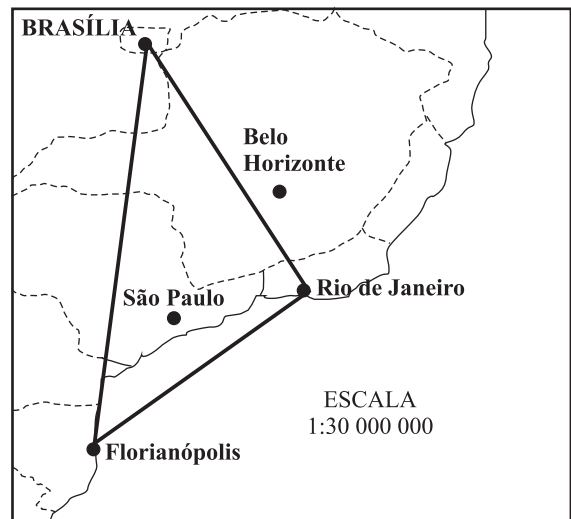 BRASÍLIA
Belo
Horizonte
São Paulo
Rio de Janeiro
ESCALA
1:30 000 000
Florianópolis